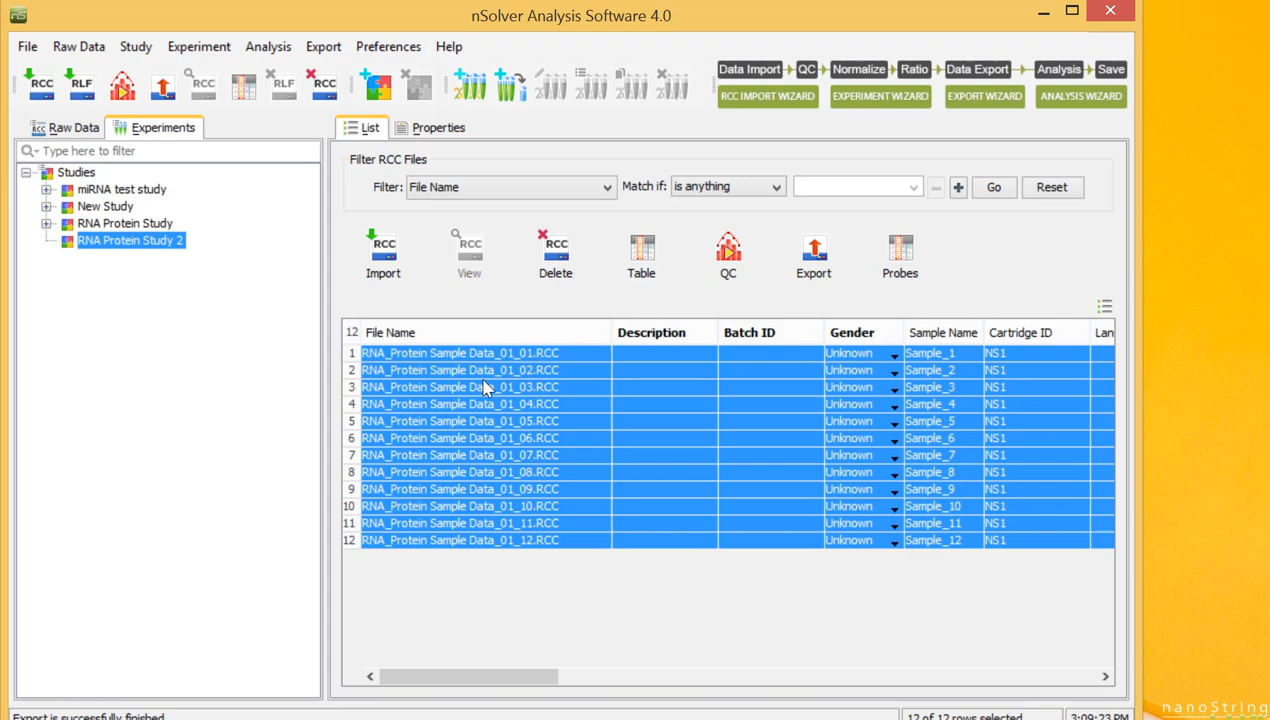 nS nSolver Analysis Software 4.0
File Raw Data Study Experiment Analysis Export Preferences Help
RCC RLF RCC RLF RCC
Data Import QC Normalize Ratio Data Export Analysis Save
RCC IMPORT WIZARD EXPERIMENT WIZARD EXPORT WIZARD ANALYSIS WIZARD
RCC Raw Data Experiments List Properties
Type here to filter
Studies
miRNA test study
New Study
RNA Protein Study
RNA Protein Study 2
Filter RCC Files
Filter: File Name Match if: is anything Go Reset
RCC RCC RCC
Import View Delete Table QC Export Probes
12 File Name Description Batch ID Gender Sample Name Cartridge ID Lan
1 RNA_Protein Sample Data_01_01.RCC Unknown Sample_1 NS1
2 RNA_Protein Sample Data_01_02.RCC Unknown Sample_2 NS1
3 RNA_Protein Sample Data_01_03.RCC Unknown Sample_3 NS1
4 RNA_Protein Sample Data_01_04.RCC Unknown Sample_4 NS1
5 RNA_Protein Sample Data_01_05.RCC Unknown Sample_5 NS1
6 RNA_Protein Sample Data_01_06.RCC Unknown Sample_6 NS1
7 RNA_Protein Sample Data_01_07.RCC Unknown Sample_7 NS1
8 RNA_Protein Sample Data_01_08.RCC Unknown Sample_8 NS1
9 RNA_Protein Sample Data_01_09.RCC Unknown Sample_9 NS1
10 RNA_Protein Sample Data_01_10.RCC Unknown Sample_10 NS1
11 RNA_Protein Sample Data_01_11.RCC Unknown Sample_11 NS1
12 RNA_Protein Sample Data_01_12.RCC Unknown Sample_12 NS1
Export is successfully finished 12 of 12 rows selected 3:09:23 PM
nanoString